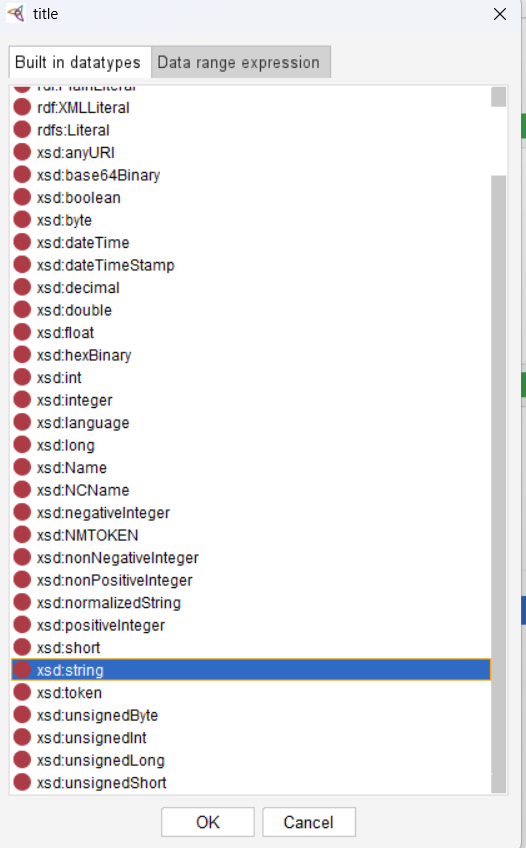 title
Built in datatypes Data range expression
rdf:PlainLiteral
rdf:XMLLiteral
rdfs:Literal
xsd:anyURI
xsd:base64Binary
xsd:boolean
xsd:byte
xsd:dateTime
xsd:dateTimeStamp
xsd:decimal
xsd:double
xsd:float
xsd:hexBinary
xsd:int
xsd:integer
xsd:language
xsd:long
xsd:Name
xsd:NCName
xsd:negativeInteger
xsd:NMTOKEN
xsd:nonNegativeInteger
xsd:nonPositiveInteger
xsd:normalizedString
xsd:positiveInteger
xsd:short
xsd:string
xsd:token
xsd:unsignedByte
xsd:unsignedInt
xsd:unsignedLong
xsd:unsignedShort
OK Cancel